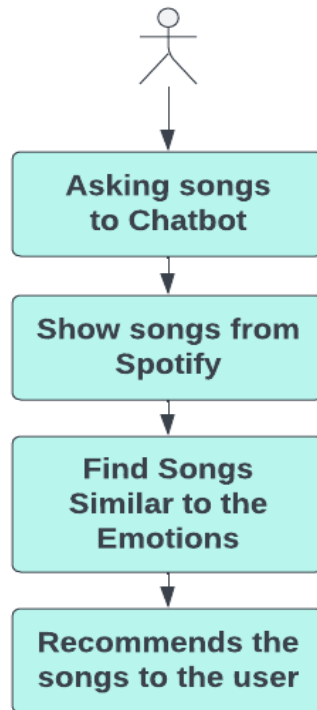 Asking songs
to Chatbot
Show songs from
Spotify
Find Songs
Similar to the
Emotions
Recommends the
songs to the user